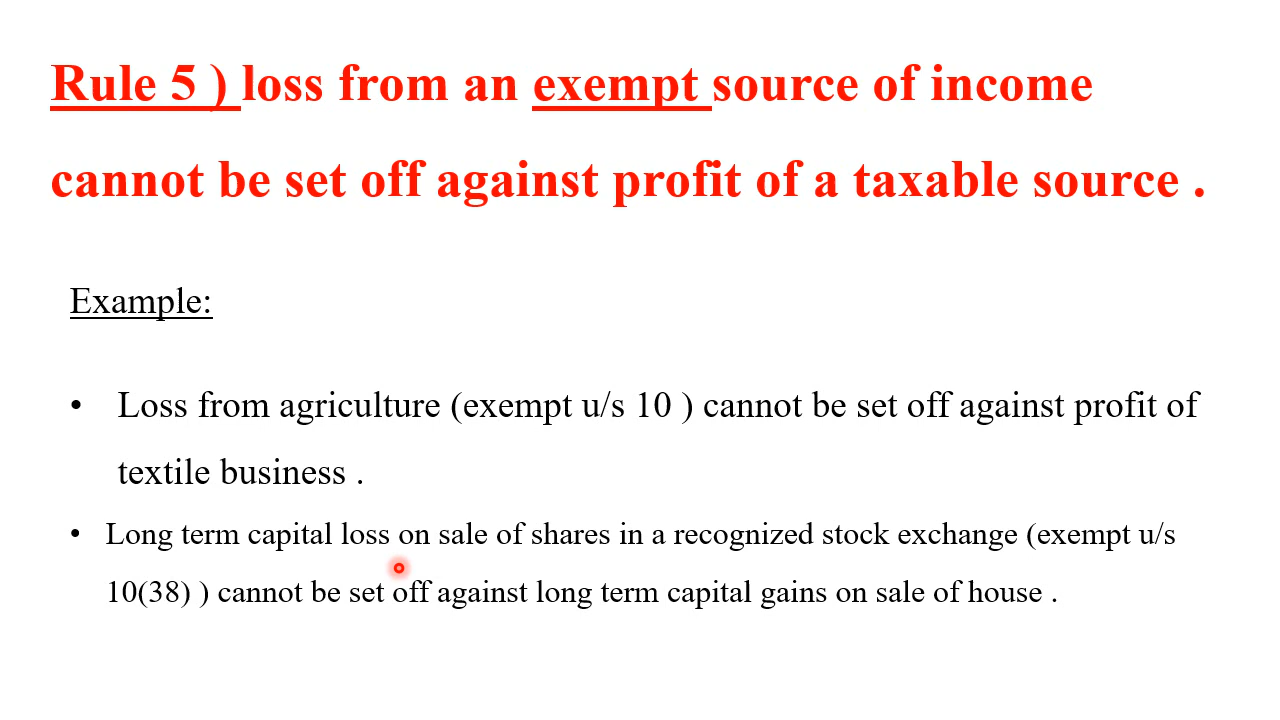 Rule 5 ) loss from an exempt source of income
cannot be set off against profit of a taxable source .
Example:
• Loss from agriculture (exempt u/s 10 ) cannot be set off against profit of
textile business .
• Long term capital loss on sale of shares in a recognized stock exchange (exempt u/s
10(38) ) cannot be set off against long term capital gains on sale of house .